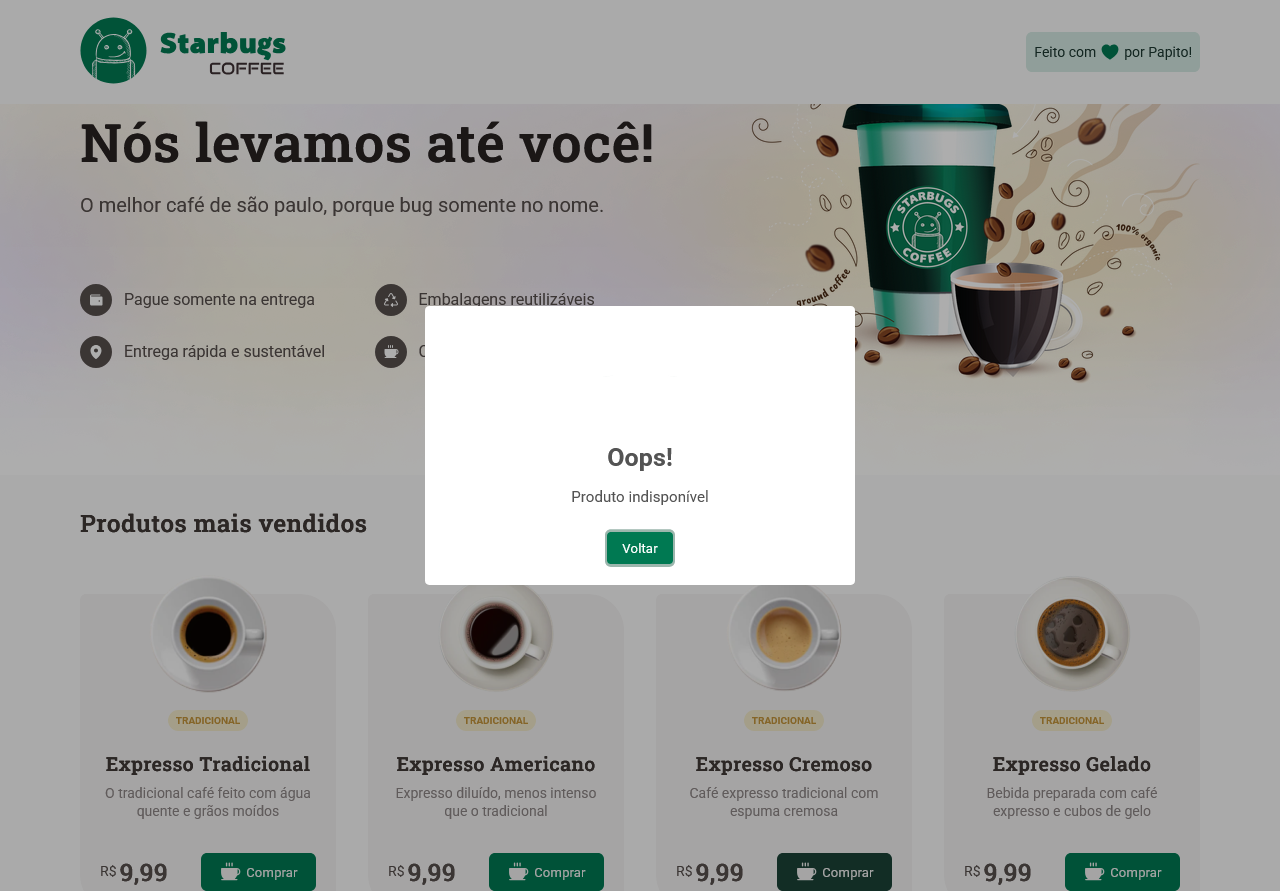 Starbugs
COFFEE
Feito com por Papito!
Nós levamos até você!
O melhor café de são paulo, porque bug somente no nome.
STARBUGS
COFFEE
100% organic
ground coffee
Pague somente na entrega
Embalagens reutilizáveis
Entrega rápida e sustentável
Oops!
Produto indisponível
Voltar
Produtos mais vendidos
TRADICIONAL TRADICIONAL TRADICIONAL TRADICIONAL
Expresso Tradicional Expresso Americano Expresso Cremoso Expresso Gelado
O tradicional café feito com água Expresso diluído, menos intenso Café expresso tradicional com Bebida preparada com café
quente e grãos moídos que o tradicional espuma cremosa expresso e cubos de gelo
R$ 9,99 Comprar R$ 9,99 Comprar R$ 9,99 Comprar R$ 9,99 Comprar